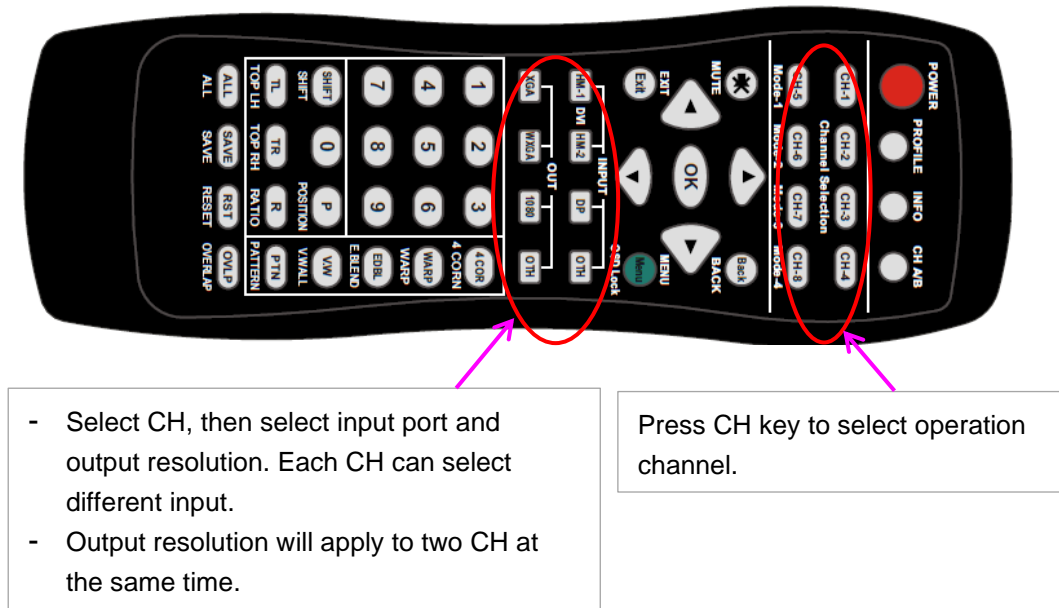 POWER PROFILE INFO CH A/B
CH-1 CH-2 CH-3 CH-4
Channel Selection
CH-5 CH-6 CH-7 CH-8
Mode-1 Mode-2 Mode-3 Mode-4
Back
MUTE BACK
OK
EXIT MENU
Exit Menu
OSD Lock
INPUT
HM-1 DVI HM-2 DP OTH
OUT
XGA WXGA 1080 OTH
1 2 3 4 COR
4 CORN
4 5 6 WARP
WARP
7 8 9 EDBL
E.BLEND
SHIFT 0 P V.W
SHIFT POSITION V.WALL
TL TR R PTN
TOP LH TOP RH RATIO PATTERN
ALL SAVE RST OVLP
ALL SAVE RESET OVERLAP
- Select CH, then select input port and
output resolution. Each CH can select
different input.
- Output resolution will apply to two CH at
the same time.
Press CH key to select operation
channel.